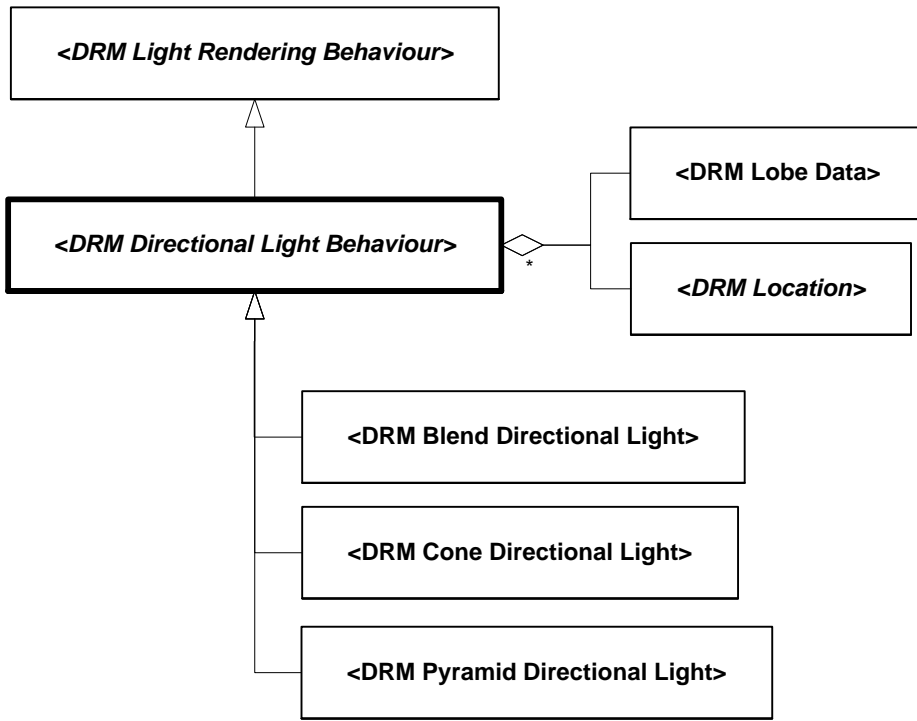 <DRM Light Rendering Behaviour>
<DRM Lobe Data>
<DRM Directional Light Behaviour>
*
<DRM Location>
<DRM Blend Directional Light>
<DRM Cone Directional Light>
<DRM Pyramid Directional Light>